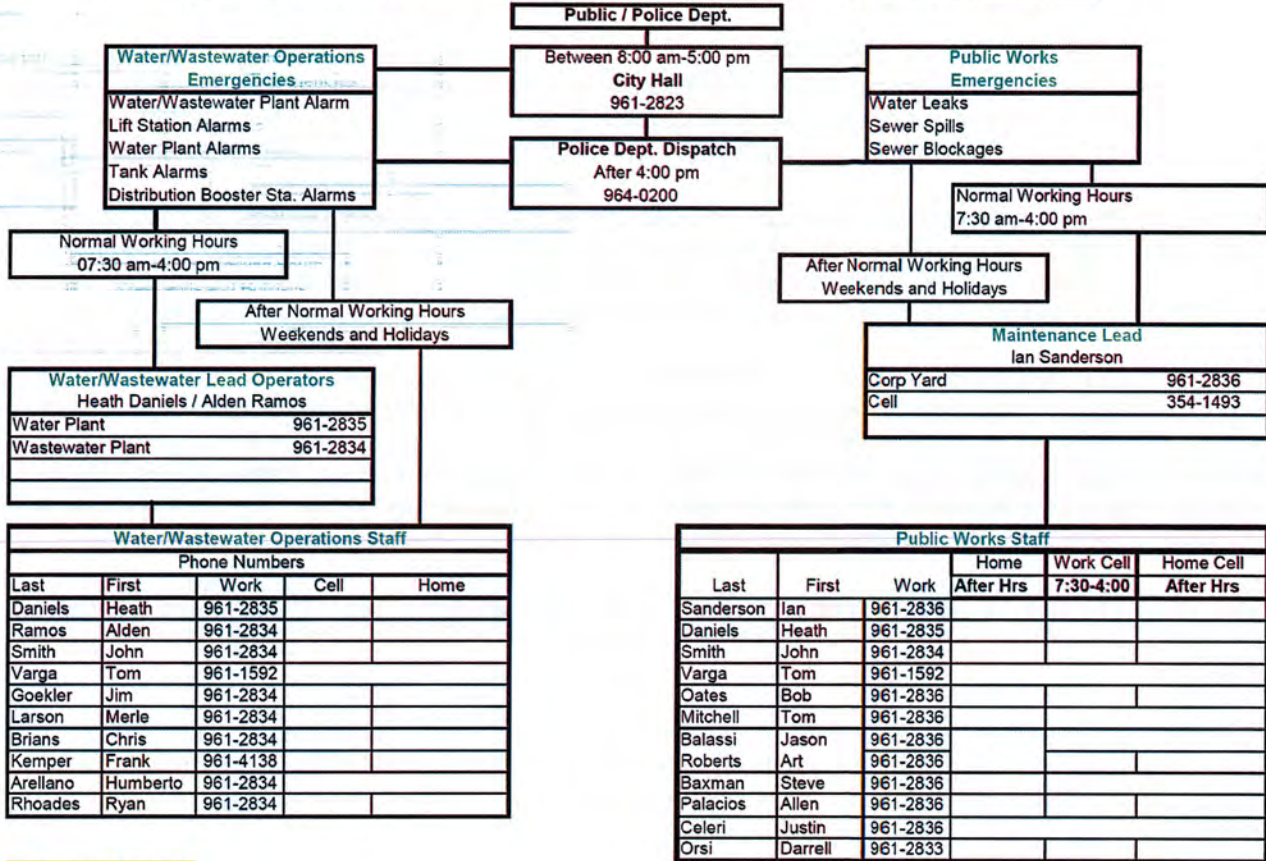 Public / Police Dept.
Between 8:00 am-5:00 pm
City Hall
961-2823
Police Dept. Dispatch
After 4:00 pm
964-0200
Water/Wastewater Operations
Emergencies
Water/Wastewater Plant Alarm
Lift Station Alarms
Water Plant Alarms
Tank Alarms
Distribution Booster Sta. Alarms
Public Works
Emergencies
Water Leaks
Sewer Spills
Sewer Blockages
Normal Working Hours
07:30 am-4:00 pm
After Normal Working Hours
Weekends and Holidays
Normal Working Hours
7:30 am-4:00 pm
After Normal Working Hours
Weekends and Holidays
Water/Wastewater Lead Operators
Heath Daniels / Alden Ramos
Water Plant 961-2835
Wastewater Plant 961-2834
Maintenance Lead
Ian Sanderson
Corp Yard 961-2836
Cell 354-1493
Water/Wastewater Operations Staff
Phone Numbers
Last First Work Cell Home
Daniels Heath 961-2835
Ramos Alden 961-2834
Smith John 961-2834
Varga Tom 961-1592
Goekler Jim 961-2834
Larson Merle 961-2834
Brians Chris 961-2834
Kemper Frank 961-4138
Arellano Humberto 961-2834
Rhoades Ryan 961-2834
Public Works Staff
Home Work Cell Home Cell
Last First Work After Hrs 7:30-4:00 After Hrs
Sanderson Ian 961-2836
Daniels Heath 961-2835
Smith John 961-2834
Varga Tom 961-1592
Oates Bob 961-2836
Mitchell Tom 961-2836
Balassi Jason 961-2836
Roberts Art 961-2836
Baxman Steve 961-2836
Palacios Allen 961-2836
Celeri Justin 961-2836
Orsi Darrell 961-2833